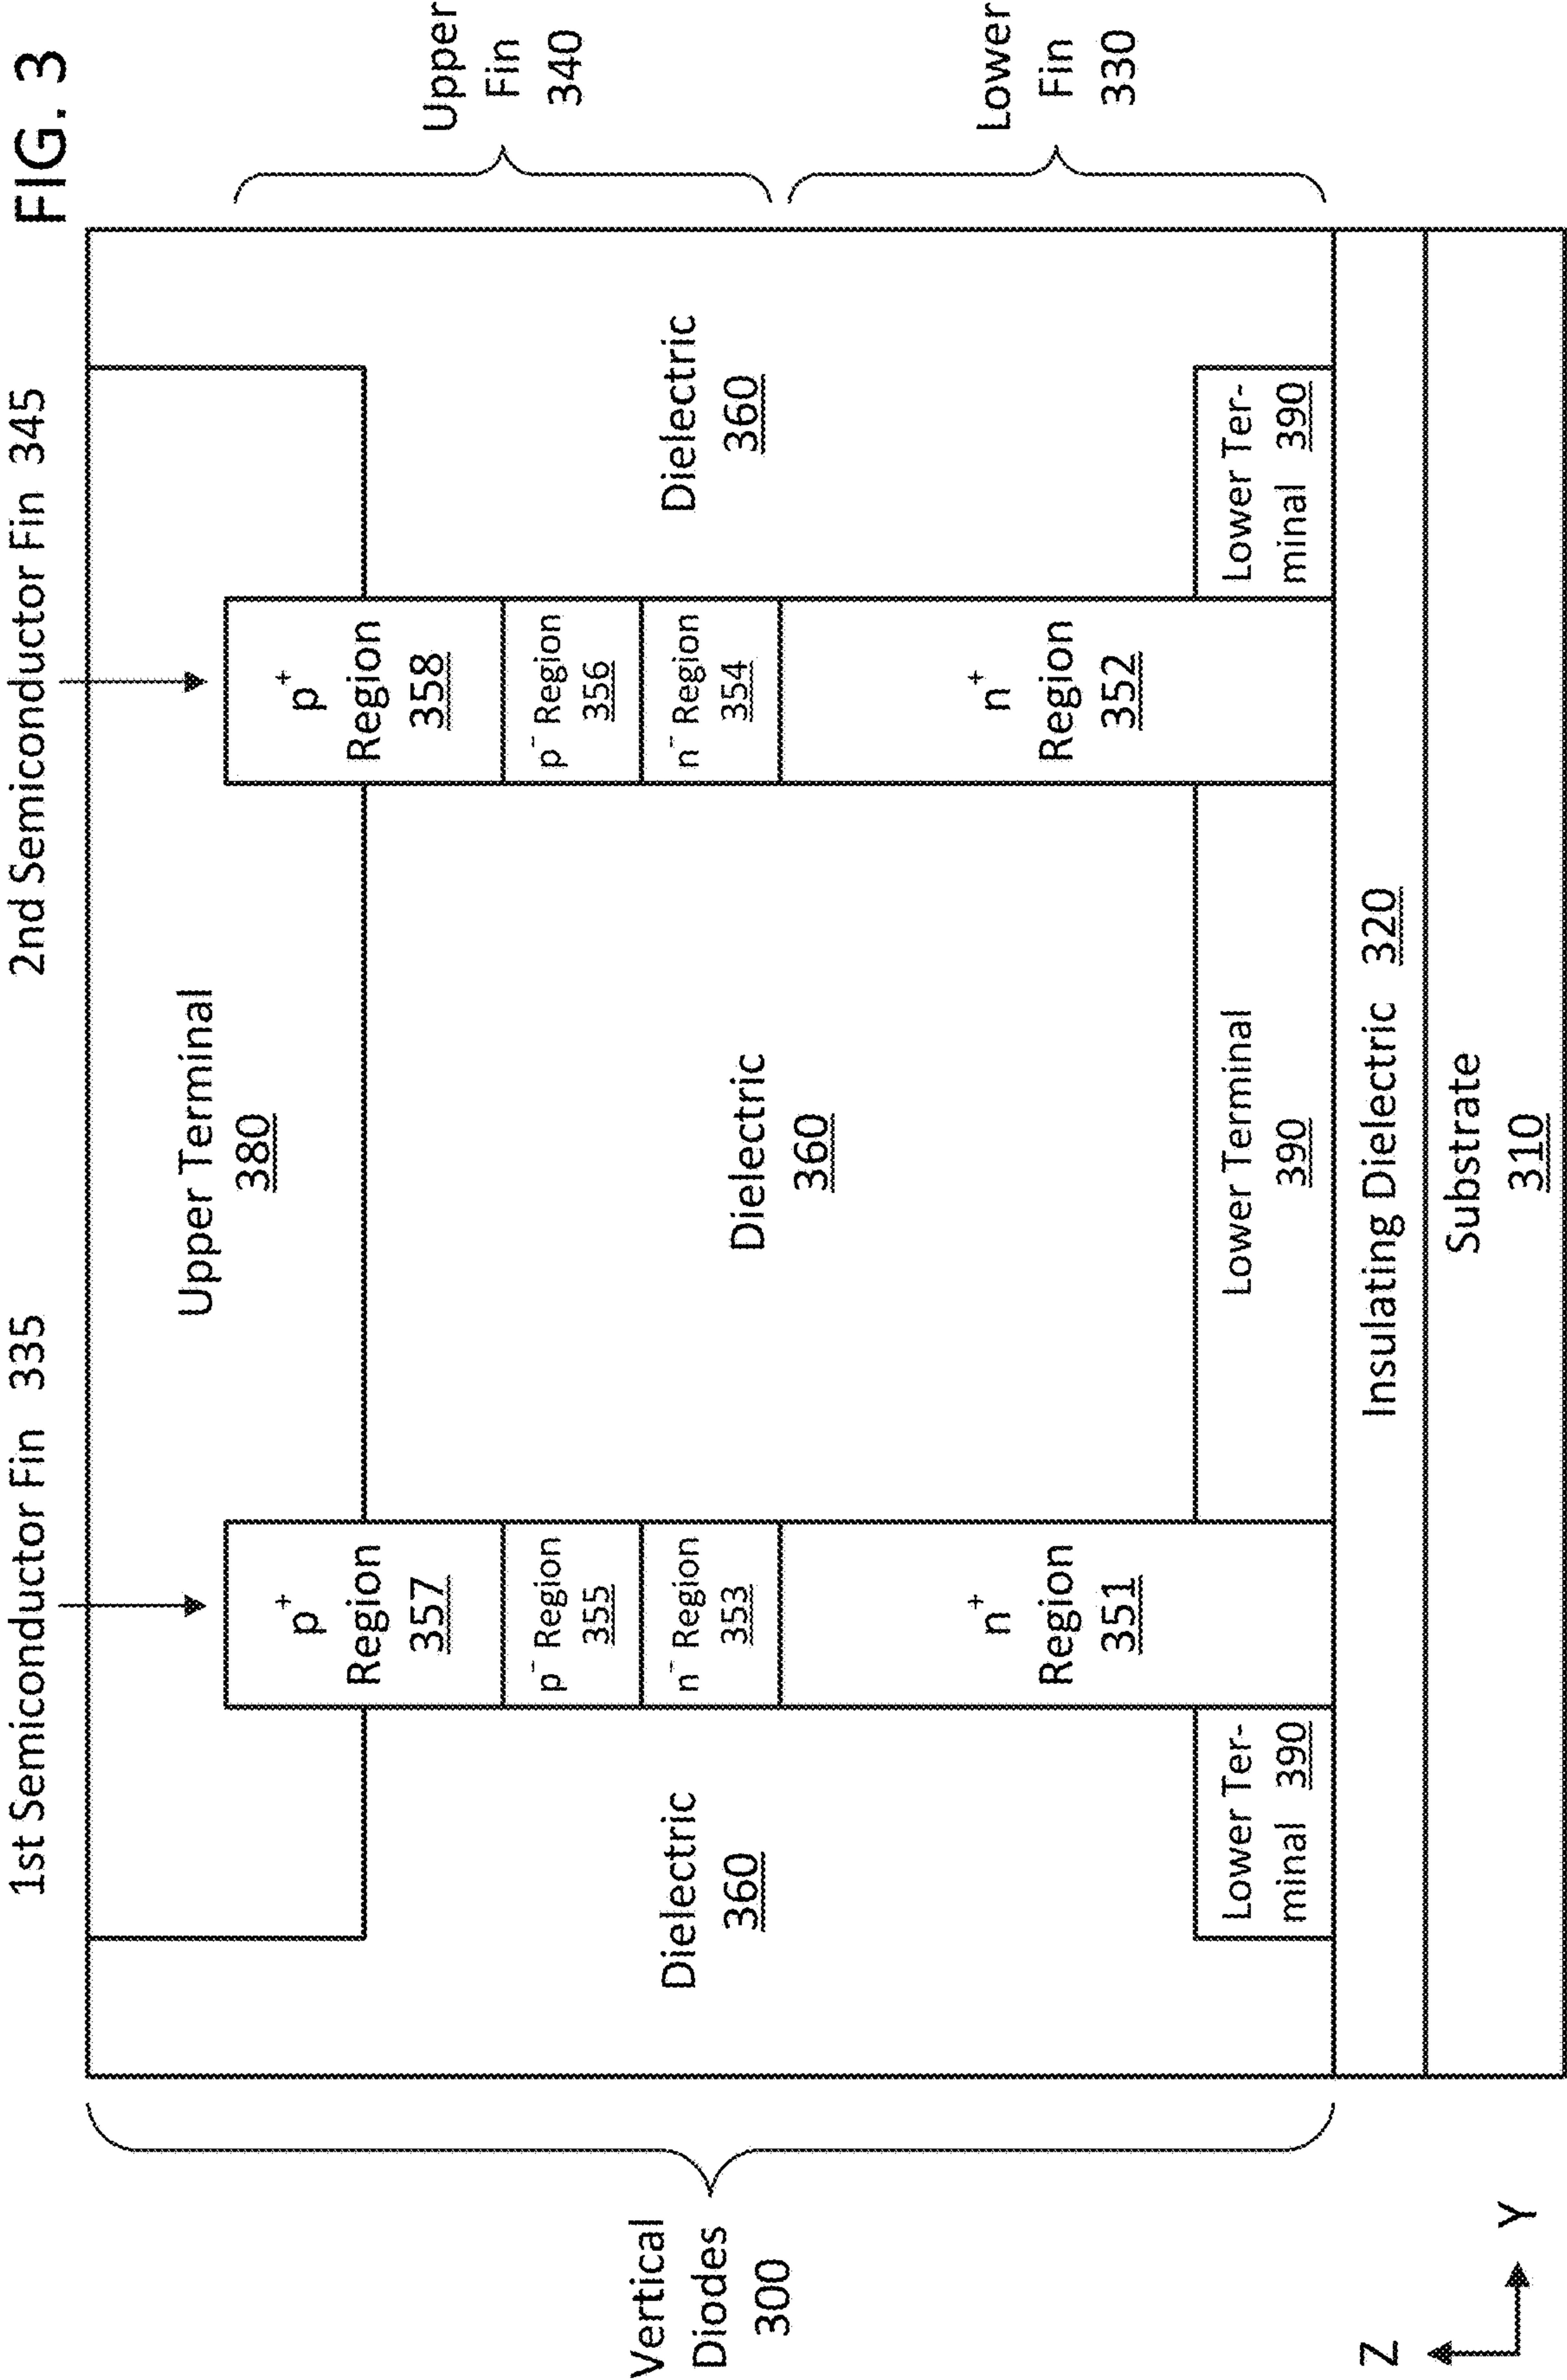 FIG. 3
1st Semiconductor Fin 335
2nd Semiconductor Fin 345
Upper Terminal
380
p+
Region
357
p- Region
355
n- Region
353
n+
Region
351
p+
Region
358
p- Region
356
n- Region
354
n+
Region
352
Dielectric
360
Dielectric
360
Dielectric
360
Lower Ter-
minal 390
Lower Terminal
390
Lower Ter-
minal 390
Insulating Dielectric 320
Substrate
310
Upper
Fin
340
Lower
Fin
330
Vertical
Diodes
300
Z
Y